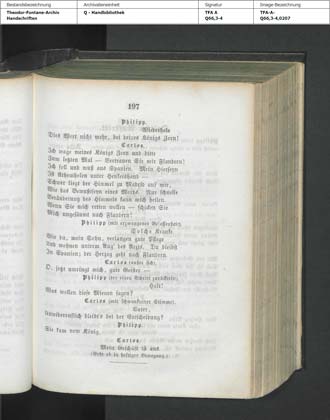 Bestandsbezeichnung
Archivaleneinheit
Signatur
Image-Bezeichnung
Theodor-Fontane-Archiv
Handschriften
Q - Handbibliothek
TFA A
Q66,3-4
TFA-A-
Q66,3-4,0207
197
Philipp.
Wiederhole
Dies Wort nicht mehr, bei deines Königs Zorn!
Carlos.
Ich wage meines Königs Zorn und bitte
Zum letzten Mal — Vertrauen Sie mir Flandern!
Ich soll und muß aus Spanien. Mein Hiersein
Ist Athemholen unter Henkershand —
Schwer liegt der Himmel zu Madrid auf mir,
Wie das Bewußtsein eines Mords. Nur schnelle
Veränderung des Himmels kann mich heilen.
Wenn Sie mich retten wollen — schicken Sie
Mich ungesäumt nach Flandern!
Philipp (mit erzwungener Gelassenheit).
Solche Kranke
Wie du, mein Sohn, verlangen gute Pflege
Und wohnen unterm Aug' des Arzts. Du bleibst
In Spanien; der Herzog geht nach Flandern.
Carlos (außer sich).
O, jetzt umringt mich, gute Geister —
Philipp (der einen Schritt zurücktritt).
Halt!
Was wollen diese Mienen sagen?
Carlos (mit schwankender Stimme).
Vater,
Unwiderruflich bleibt's bei der Entscheidung?
Philipp.
Sie kam vom König.
Carlos.
Mein Geschäft ist aus.
(Geht ab in heftiger Bewegung.)